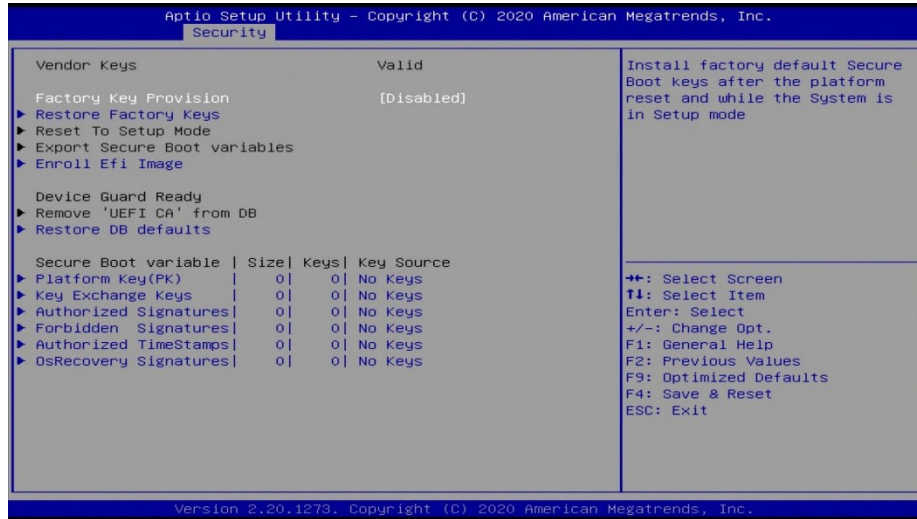 Aptio Setup Utility – Copyright (C) 2020 American Megatrends, Inc.
Security
Vendor Keys Valid
Factory Key Provision [Disabled]
► Restore Factory Keys
► Reset To Setup Mode
► Export Secure Boot variables
► Enroll Efi Image
Device Guard Ready
► Remove 'UEFI CA' from DB
► Restore DB defaults
Secure Boot variable | Size| Keys| Key Source
► Platform Key(PK) | 0| 0| No Keys
► Key Exchange Keys | 0| 0| No Keys
► Authorized Signatures| 0| 0| No Keys
► Forbidden Signatures| 0| 0| No Keys
► Authorized TimeStamps| 0| 0| No Keys
► OsRecovery Signatures| 0| 0| No Keys
Install factory default Secure
Boot keys after the platform
reset and while the System is
in Setup mode
→←: Select Screen
↑↓: Select Item
Enter: Select
+/-: Change Opt.
F1: General Help
F2: Previous Values
F9: Optimized Defaults
F4: Save & Reset
ESC: Exit
Version 2.20.1273. Copyright (C) 2020 American Megatrends, Inc.